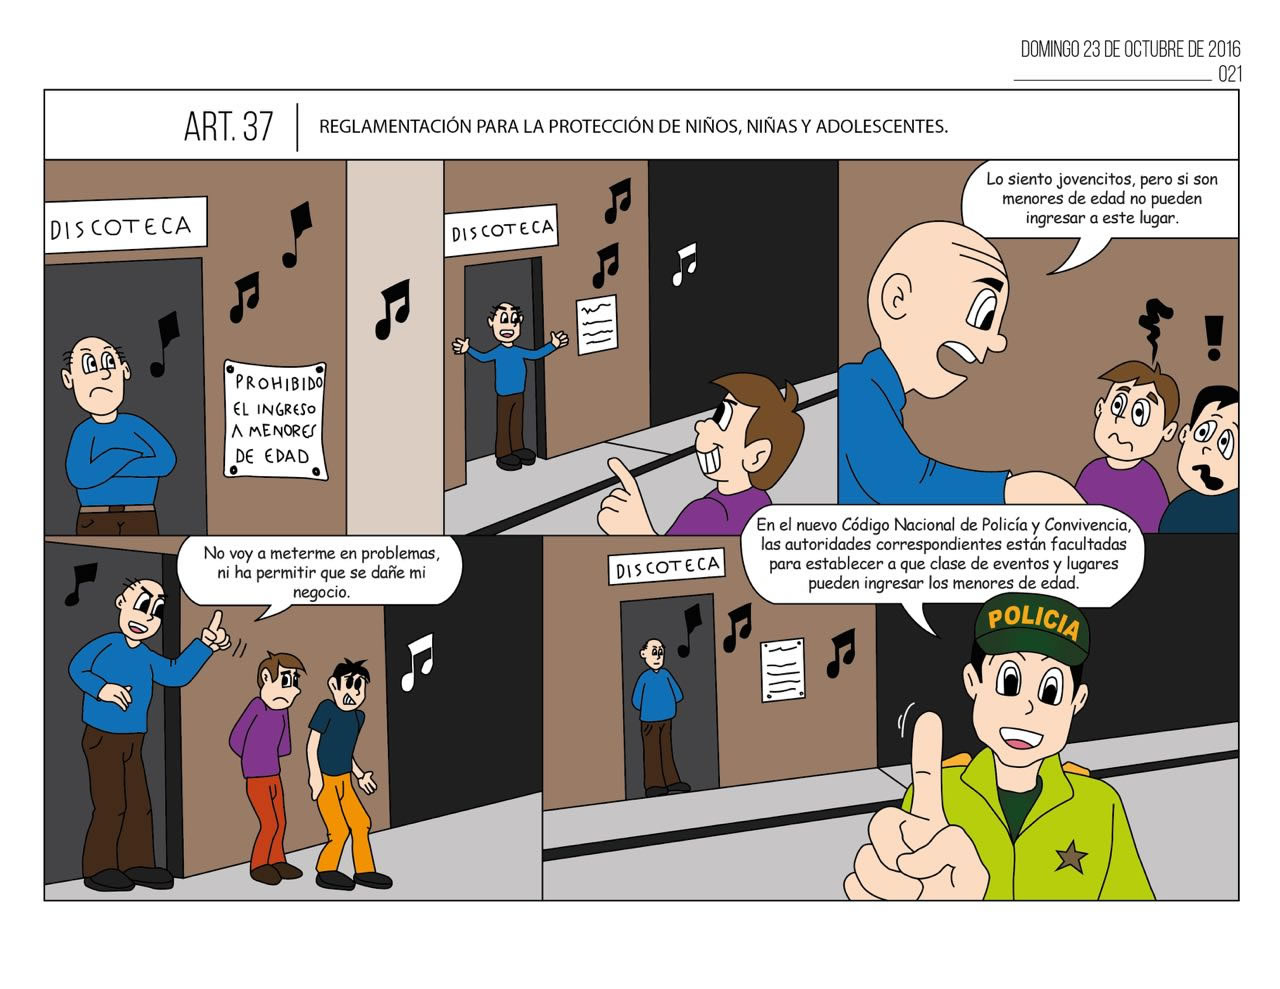 DOMINGO 23 DE OCTUBRE DE 2016
021
ART. 37
REGLAMENTACIÓN PARA LA PROTECCIÓN DE NIÑOS, NIÑAS Y ADOLESCENTES.
DISCOTECA
PROHIBIDO
EL INGRESO
A MENORES
DE EDAD
DISCOTECA
Lo siento jovencitos, pero si son
menores de edad no pueden
ingresar a este lugar.
!
No voy a meterme en problemas,
ni ha permitir que se dañe mi
negocio.
DISCOTECA
En el nuevo Código Nacional de Policía y Convivencia,
las autoridades correspondientes están facultadas
para establecer a que clase de eventos y lugares
pueden ingresar los menores de edad.
POLICIA